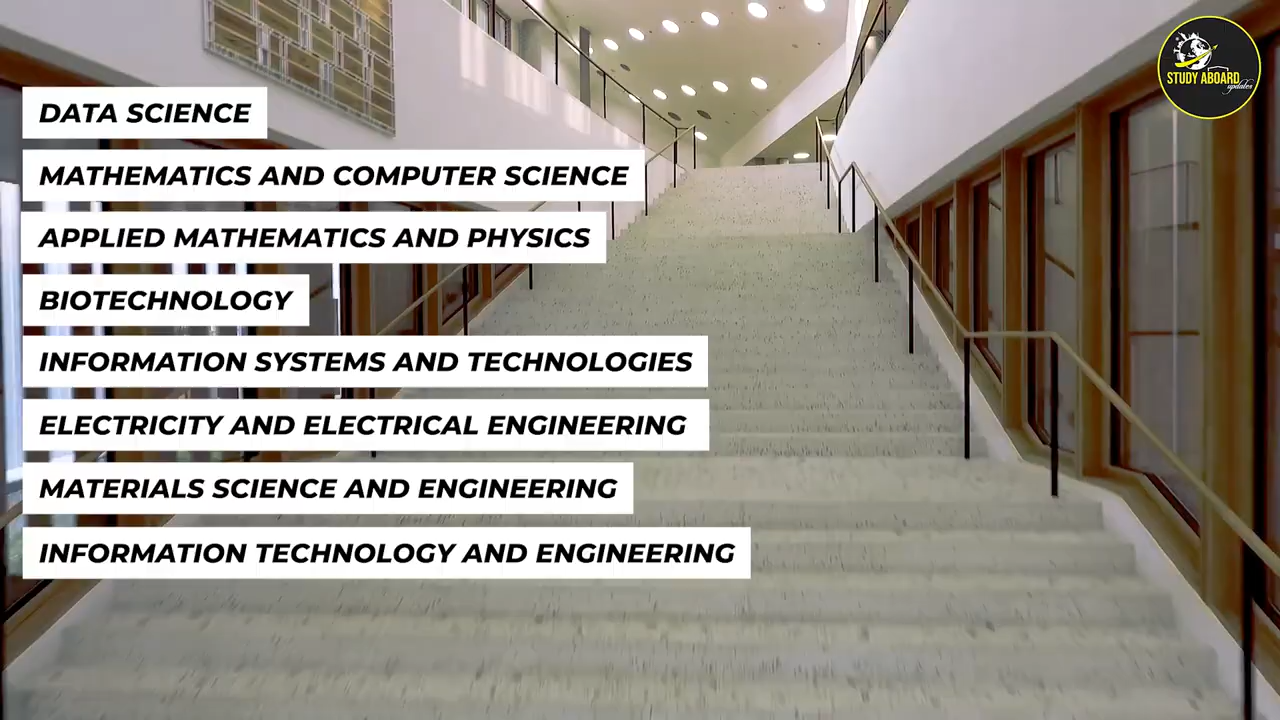 DATA SCIENCE
MATHEMATICS AND COMPUTER SCIENCE
APPLIED MATHEMATICS AND PHYSICS
BIOTECHNOLOGY
INFORMATION SYSTEMS AND TECHNOLOGIES
ELECTRICITY AND ELECTRICAL ENGINEERING
MATERIALS SCIENCE AND ENGINEERING
INFORMATION TECHNOLOGY AND ENGINEERING
STUDY ABOARD
updates